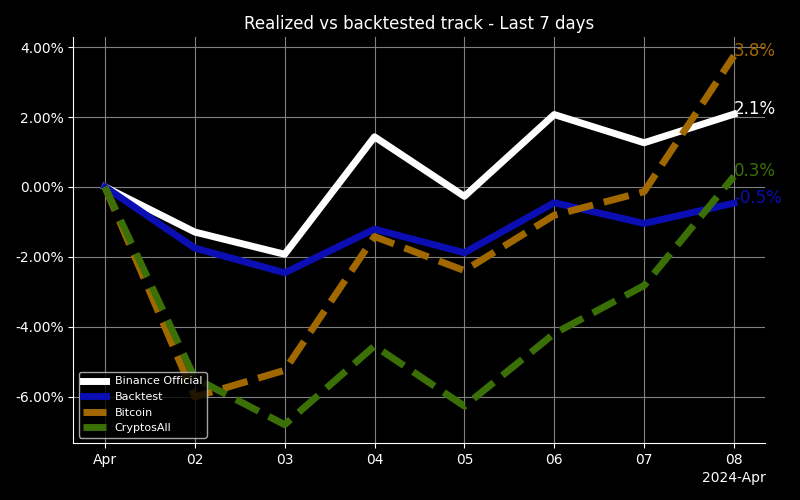 Realized vs backtested track - Last 7 days
4.00%
2.00%
0.00%
-2.00%
-4.00%
-6.00%
3.8%
2.1%
0.3%
-0.5%
Binance Official
Backtest
Bitcoin
CryptosAll
Apr 02 03 04 05 06 07 08
2024-Apr